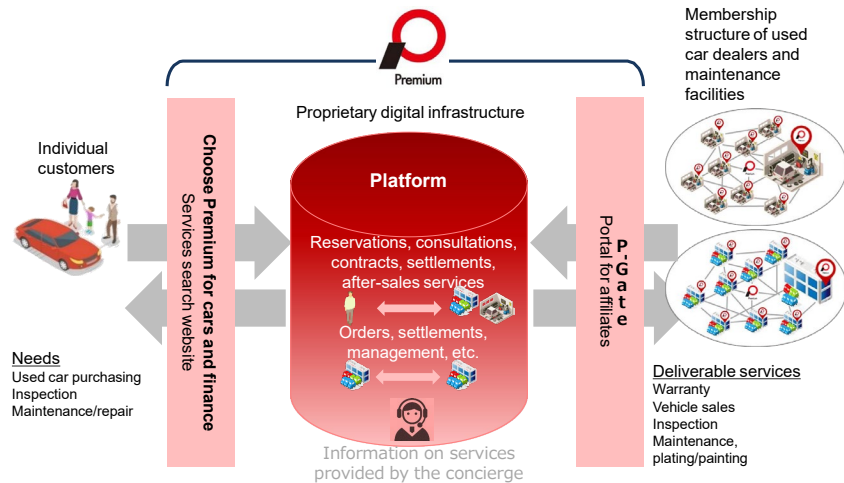 Premium
Membership
structure of used
car dealers and
maintenance
facilities
Proprietary digital infrastructure
Individual
customers
Choose Premium for cars and finance
Services search website
Platform
Reservations, consultations,
contracts, settlements,
after-sales services
Orders, settlements,
management, etc.
Information on services
provided by the concierge
P-Gate
Portal for affiliates
Needs
Used car purchasing
Inspection
Maintenance/repair
Deliverable services
Warranty
Vehicle sales
Inspection
Maintenance,
plating/painting